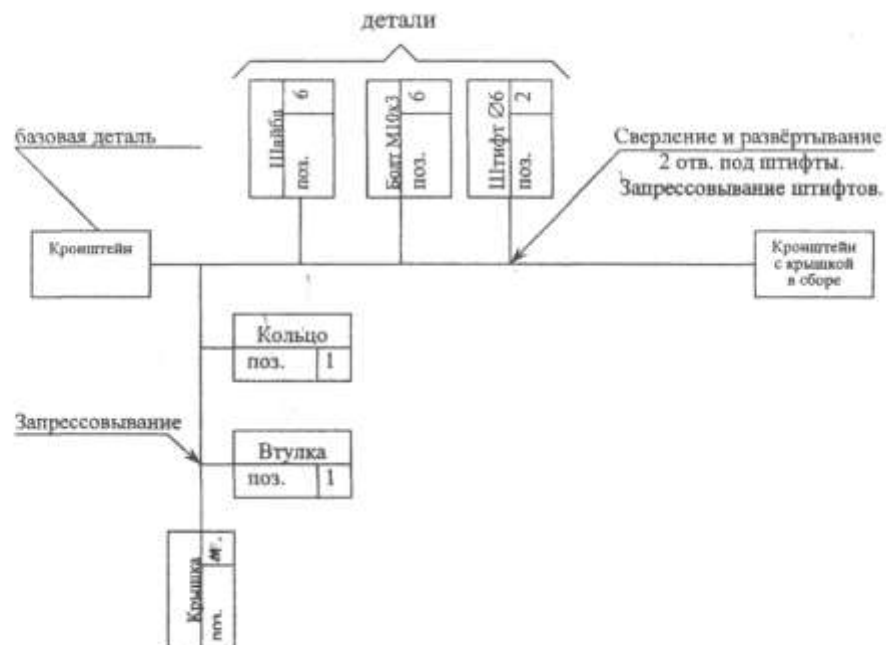 детали
Шайба
6
поз.
Болт М10х3
6
поз.
Штифт Ø6
2
поз.
базовая деталь
Сверление и развёртывание
2 отв. под штифты.
Запрессовывание штифтов.
Кронштейн
Кронштейн
с крышкой
в сборе
Кольцо
поз.
1
Запрессовывание
Втулка
поз.
1
Крышка
поз.